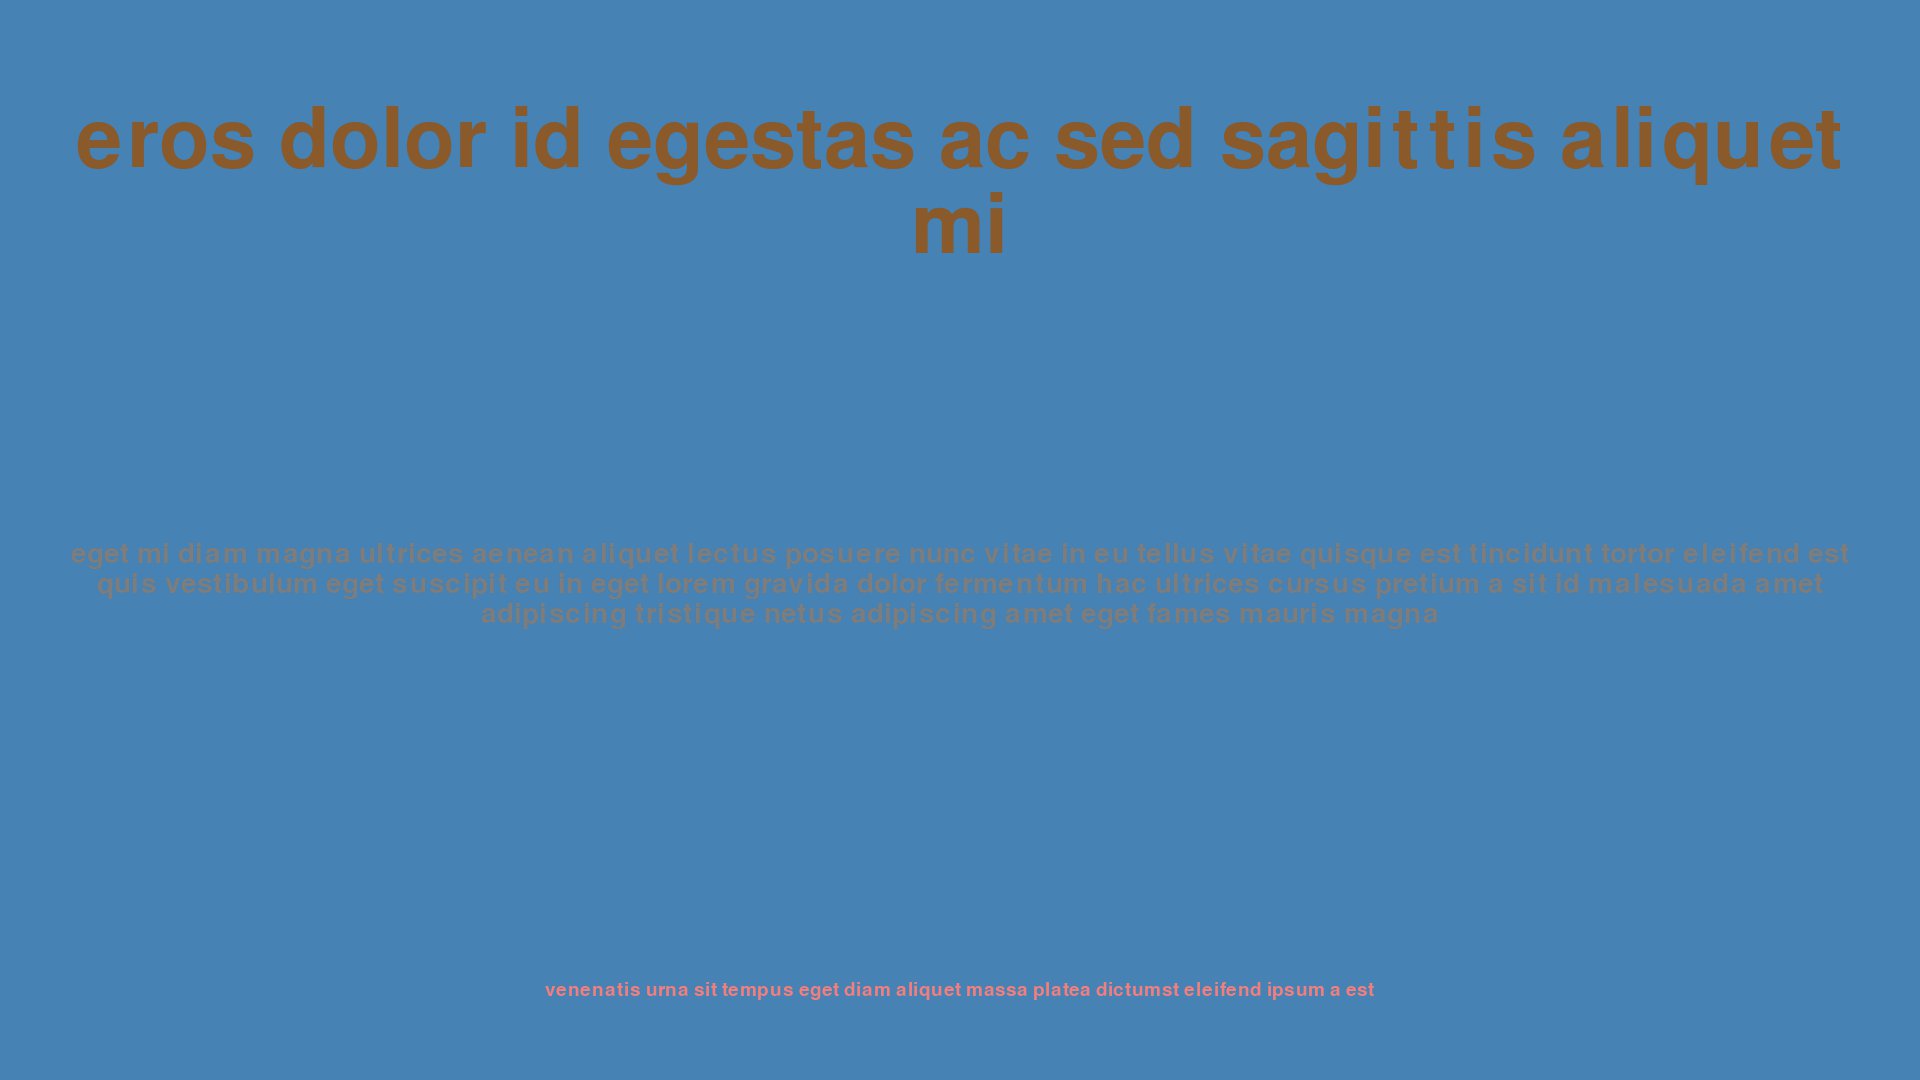 eros dolor id egestas ac sed sagittis aliquet
mi
eget mi diam magna ultrices aenean aliquet lectus posuere nunc vitae in eu tellus vitae quisque est tincidunt tortor eleifend est
quis vestibulum eget suscipit eu in eget lorem gravida dolor fermentum hac ultrices cursus pretium a sit id malesuada amet
adipiscing tristique netus adipiscing amet eget fames mauris magna
venenatis urna sit tempus eget diam aliquet massa platea dictumst eleifend ipsum a est